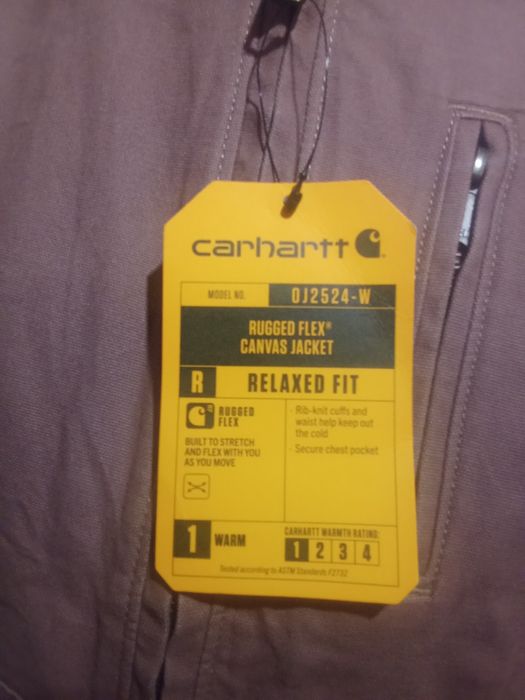 carhartt
MODEL NO. OJ2524-W
RUGGED FLEX®
CANVAS JACKET
R RELAXED FIT
RUGGED
FLEX
BUILT TO STRETCH
AND FLEX WITH YOU
AS YOU MOVE
- Rib-knit cuffs and
waist help keep out
the cold
- Secure chest pocket
1 WARM
CARHARTT WARMTH RATING:
1 2 3 4
Tested according to ASTM Standards F2732